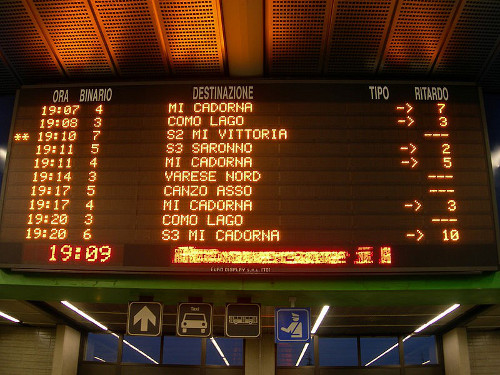 ORA BINARIO DESTINAZIONE TIPO RITARDO
19:07 4 MI CADORNA -> 7
19:08 3 COMO LAGO -> 3
** 19:10 7 S2 MI VITTORIA ---
19:11 5 S3 SARONNO -> 2
19:11 4 MI CADORNA -> 5
19:14 3 VARESE NORD ---
19:17 5 CANZO ASSO ---
19:17 4 MI CADORNA -> 3
19:20 3 COMO LAGO ---
19:20 6 S3 MI CADORNA -> 10
19:09